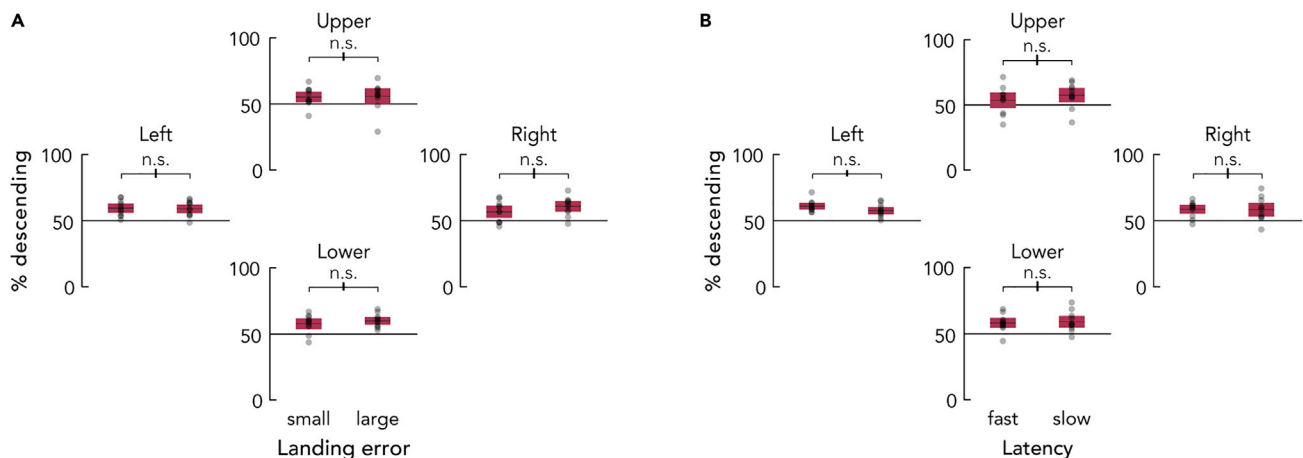 A
Upper
100
50
0
n.s.
Left
100
50
0
n.s.
Right
100
50
0
n.s.
% descending
Lower
100
50
0
n.s.
small large
Landing error
B
Upper
100
50
0
n.s.
Left
100
50
0
n.s.
Right
100
50
0
n.s.
% descending
Lower
100
50
0
n.s.
fast slow
Latency